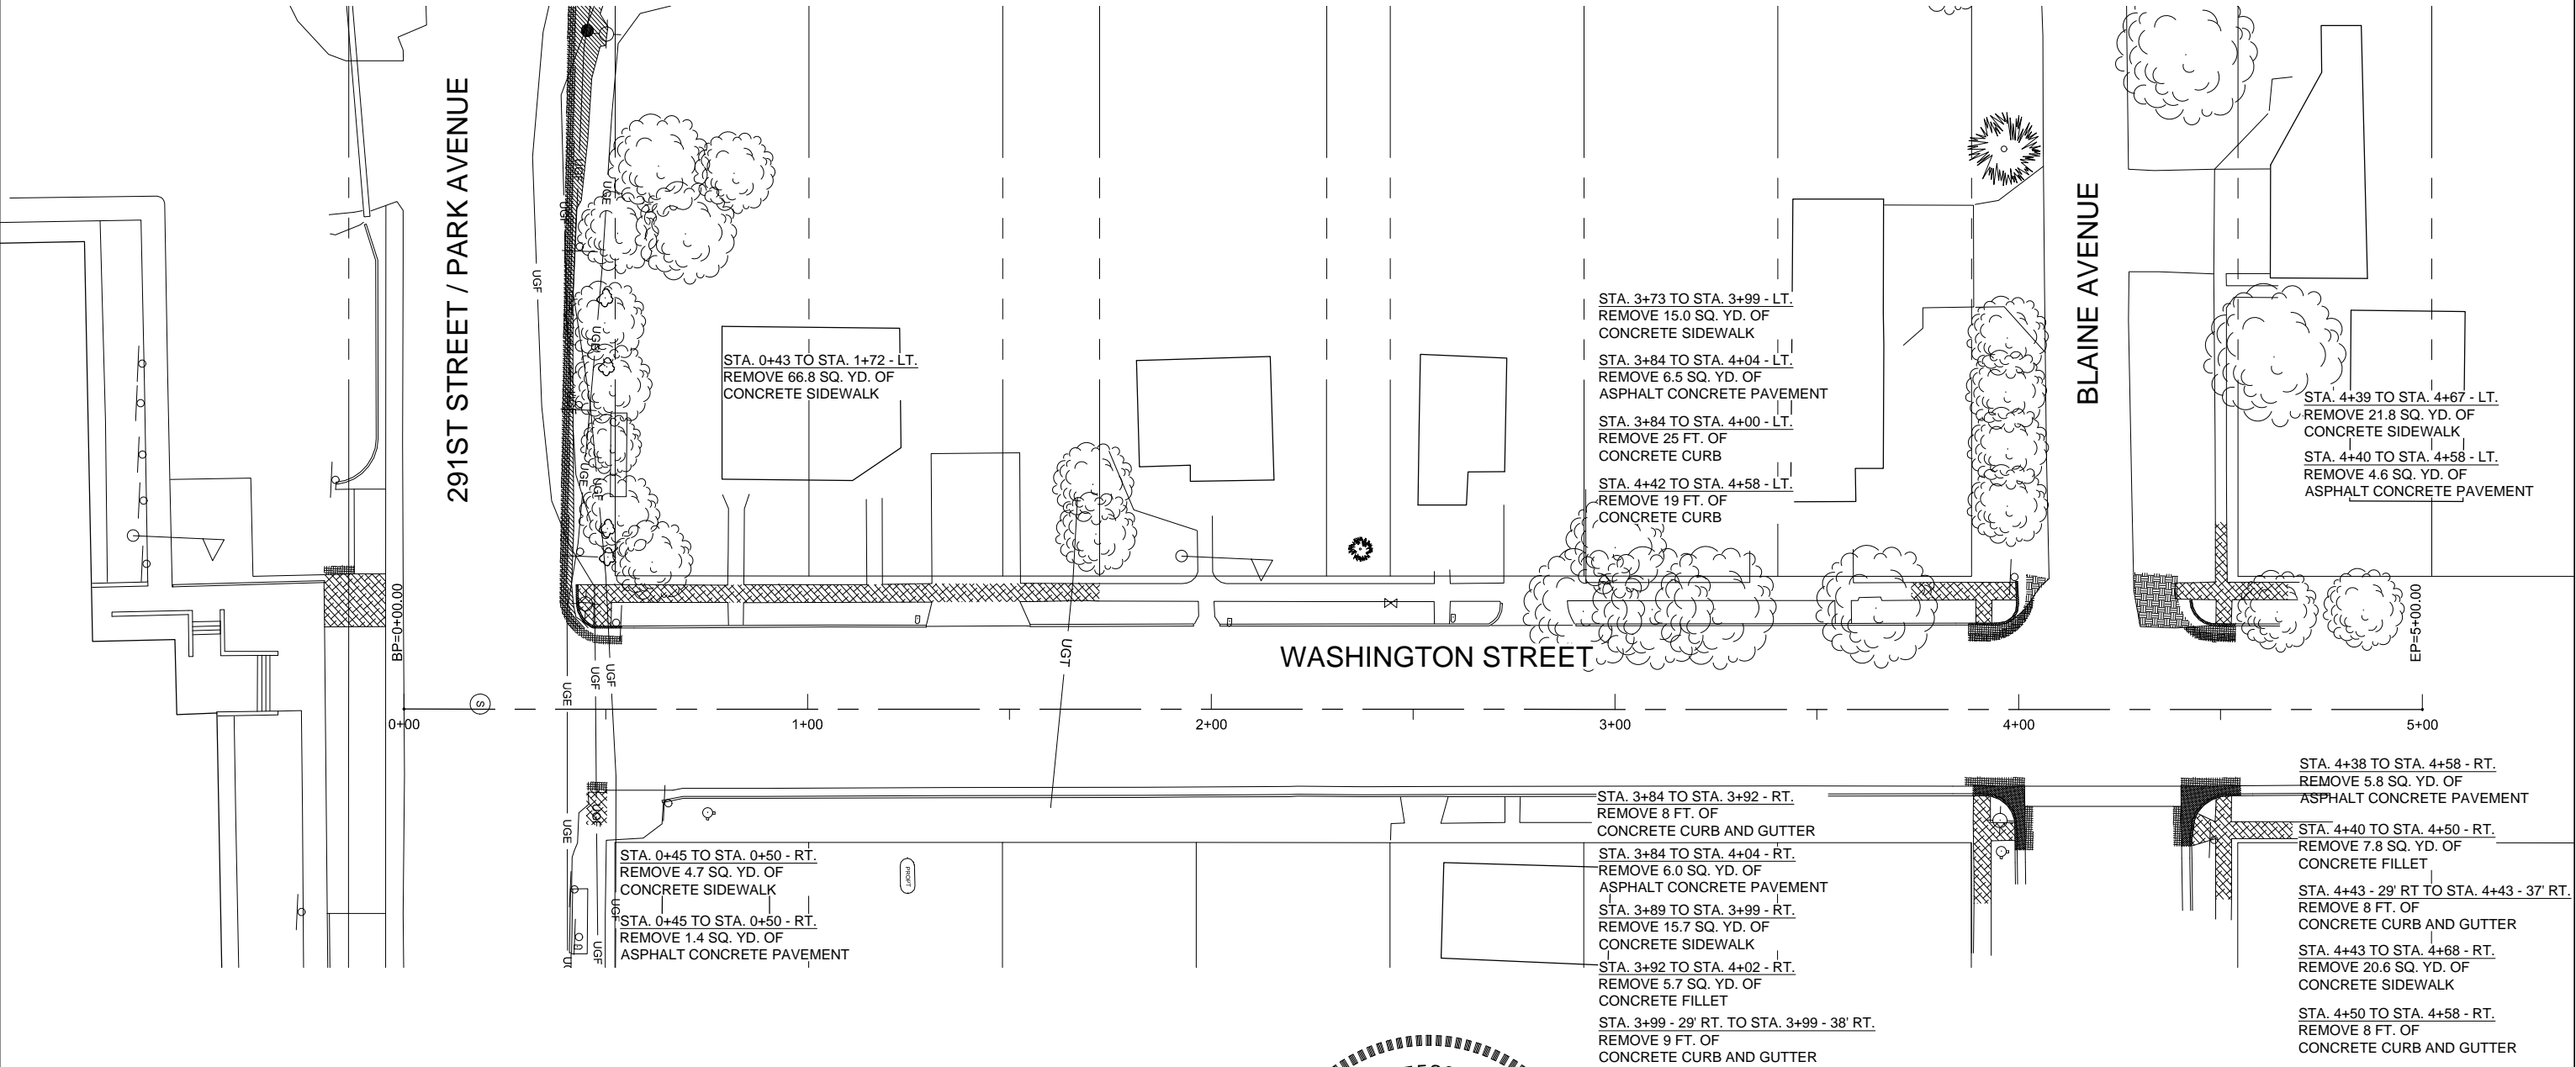 291ST STREET / PARK AVENUE
BLAINE AVENUE
STA. 0+43 TO STA. 1+72 - LT.
REMOVE 66.8 SQ. YD. OF
CONCRETE SIDEWALK
STA. 3+73 TO STA. 3+99 - LT.
REMOVE 15.0 SQ. YD. OF
CONCRETE SIDEWALK
STA. 3+84 TO STA. 4+04 - LT.
REMOVE 6.5 SQ. YD. OF
ASPHALT CONCRETE PAVEMENT
STA. 3+84 TO STA. 4+00 - LT.
REMOVE 25 FT. OF
CONCRETE CURB
STA. 4+42 TO STA. 4+58 - LT.
REMOVE 19 FT. OF
CONCRETE CURB
STA. 4+39 TO STA. 4+67 - LT.
REMOVE 21.8 SQ. YD. OF
CONCRETE SIDEWALK
STA. 4+40 TO STA. 4+58 - LT.
REMOVE 4.6 SQ. YD. OF
ASPHALT CONCRETE PAVEMENT
UGF
UGE
UGF
UGE
UGF
BP=0+00.00
EP=5+00.00
WASHINGTON STREET
UGT
UGE
UGF
UGF
S
0+00
1+00
2+00
3+00
4+00
5+00
UGE
UGF
PROPT
STA. 0+45 TO STA. 0+50 - RT.
REMOVE 4.7 SQ. YD. OF
CONCRETE SIDEWALK
STA. 0+45 TO STA. 0+50 - RT.
REMOVE 1.4 SQ. YD. OF
ASPHALT CONCRETE PAVEMENT
STA. 3+84 TO STA. 3+92 - RT.
REMOVE 8 FT. OF
CONCRETE CURB AND GUTTER
STA. 3+84 TO STA. 4+04 - RT.
REMOVE 6.0 SQ. YD. OF
ASPHALT CONCRETE PAVEMENT
STA. 3+89 TO STA. 3+99 - RT.
REMOVE 15.7 SQ. YD. OF
CONCRETE SIDEWALK
STA. 3+92 TO STA. 4+02 - RT.
REMOVE 5.7 SQ. YD. OF
CONCRETE FILLET
STA. 3+99 - 29' RT. TO STA. 3+99 - 38' RT.
REMOVE 9 FT. OF
CONCRETE CURB AND GUTTER
STA. 4+38 TO STA. 4+58 - RT.
REMOVE 5.8 SQ. YD. OF
ASPHALT CONCRETE PAVEMENT
STA. 4+40 TO STA. 4+50 - RT.
REMOVE 7.8 SQ. YD. OF
CONCRETE FILLET
STA. 4+43 - 29' RT TO STA. 4+43 - 37' RT.
REMOVE 8 FT. OF
CONCRETE CURB AND GUTTER
STA. 4+43 TO STA. 4+68 - RT.
REMOVE 20.6 SQ. YD. OF
CONCRETE SIDEWALK
STA. 4+50 TO STA. 4+58 - RT.
REMOVE 8 FT. OF
CONCRETE CURB AND GUTTER